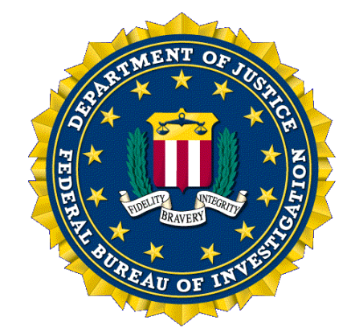 DEPARTMENT OF JUSTICE
FIDELITY
BRAVERY
INTEGRITY
FEDERAL BUREAU OF INVESTIGATION